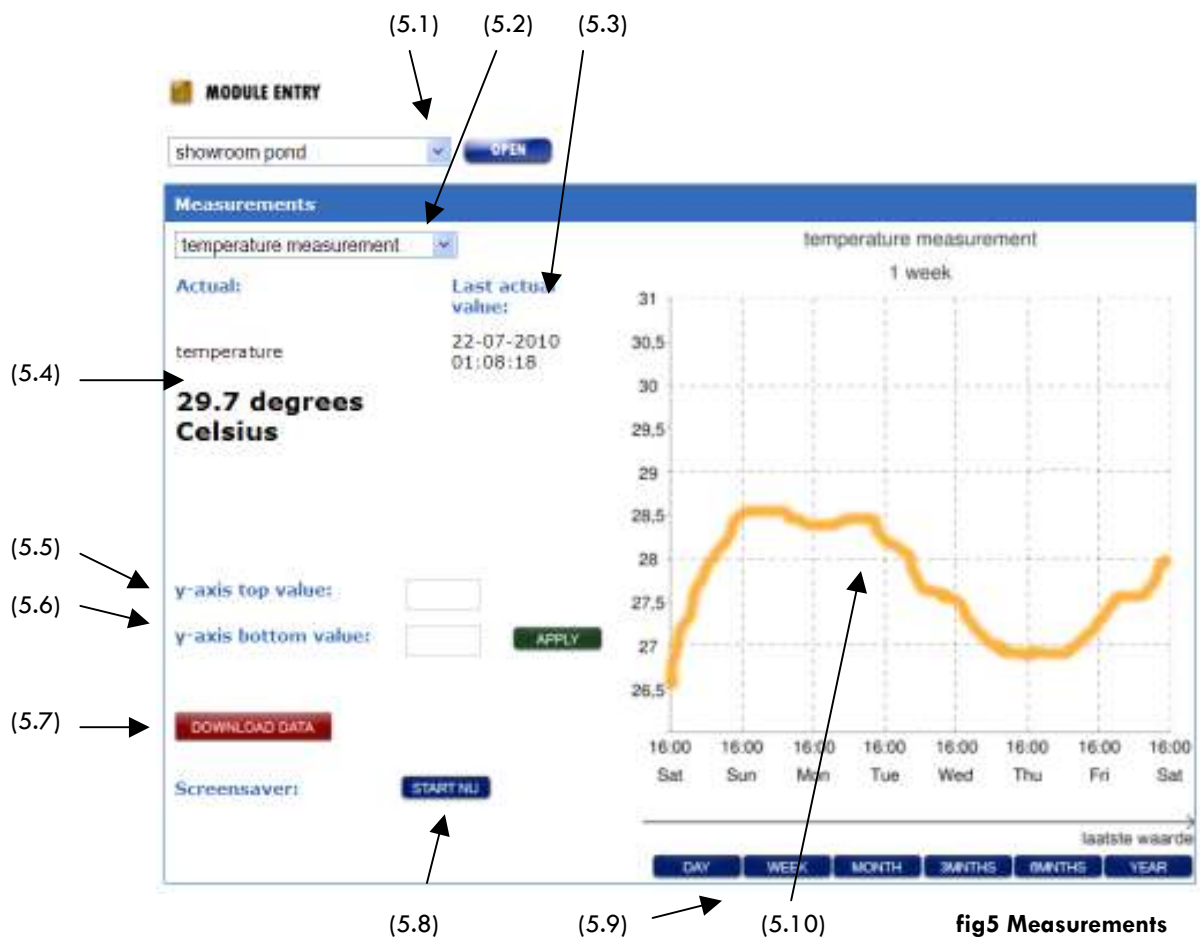 (5.1) (5.2) (5.3)
MODULE ENTRY
showroom pond OPEN
Measurements
temperature measurement
Actual: Last actual
value:
temperature
22-07-2010
01:08:18
(5.4)
29.7 degrees
Celsius
(5.5)
y-axis top value:
(5.6)
y-axis bottom value: APPLY
(5.7)
DOWNLOAD DATA
Screensaver: START NU
temperature measurement
1 week
31
30.5
30
29.5
29
28.5
28
27.5
27
26.5
16:00 16:00 16:00 16:00 16:00 16:00 16:00 16:00
Sat Sun Mon Tue Wed Thu Fri Sat
laatste waarde
DAY WEEK MONTH 3MNTHS 6MNTHS YEAR
(5.8) (5.9) (5.10) fig5 Measurements